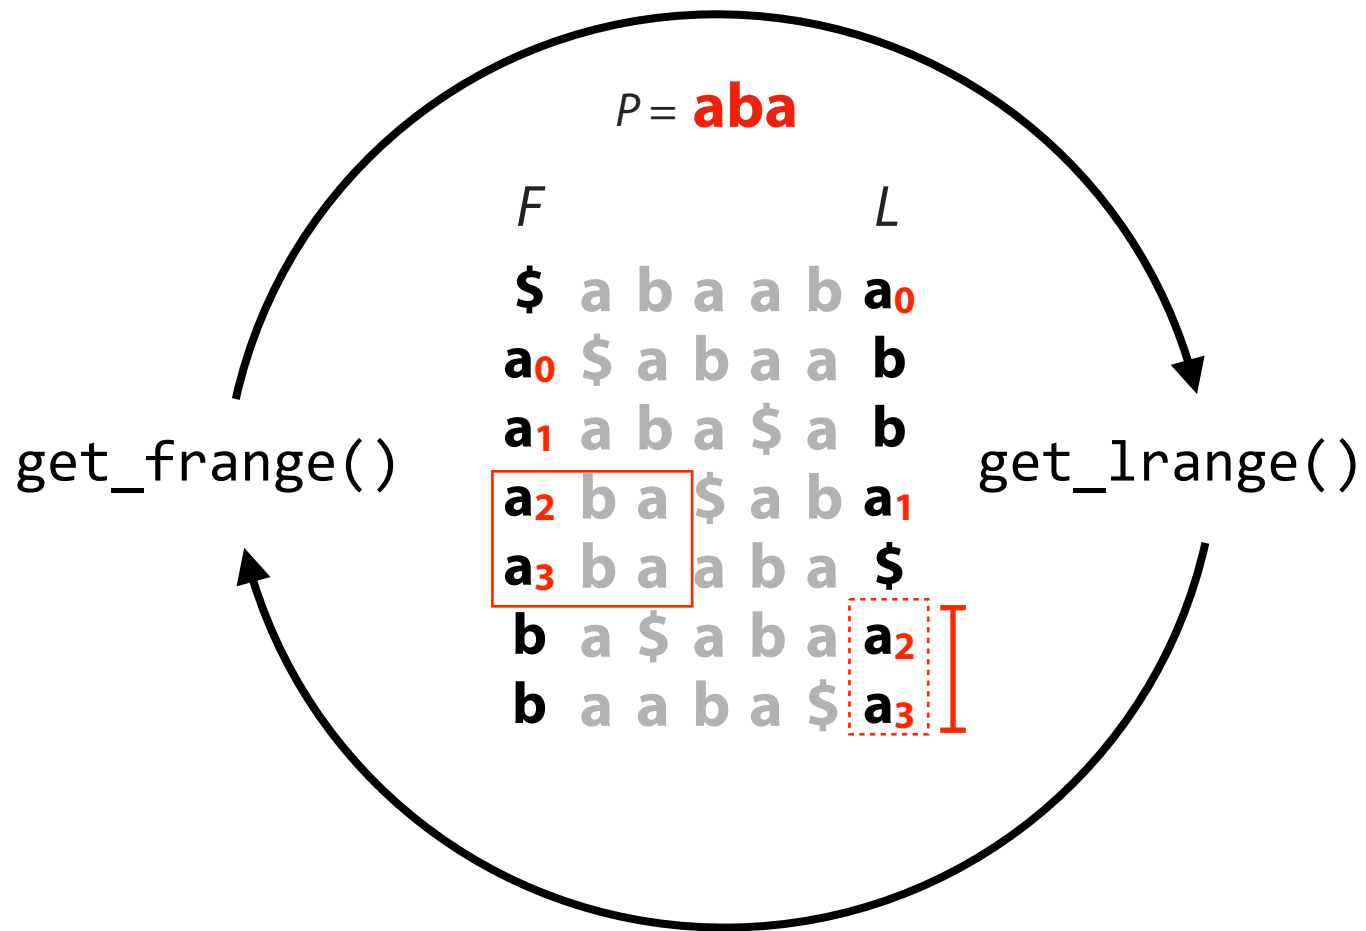 P = aba
F L
$ a b a a b a0
a0 $ a b a a b
a1 a b a $ a b
get_frange() get_lrange()
a2 b a $ a b a1
a3 b a a b a $
b a $ a b a a2
b a a b a $ a3